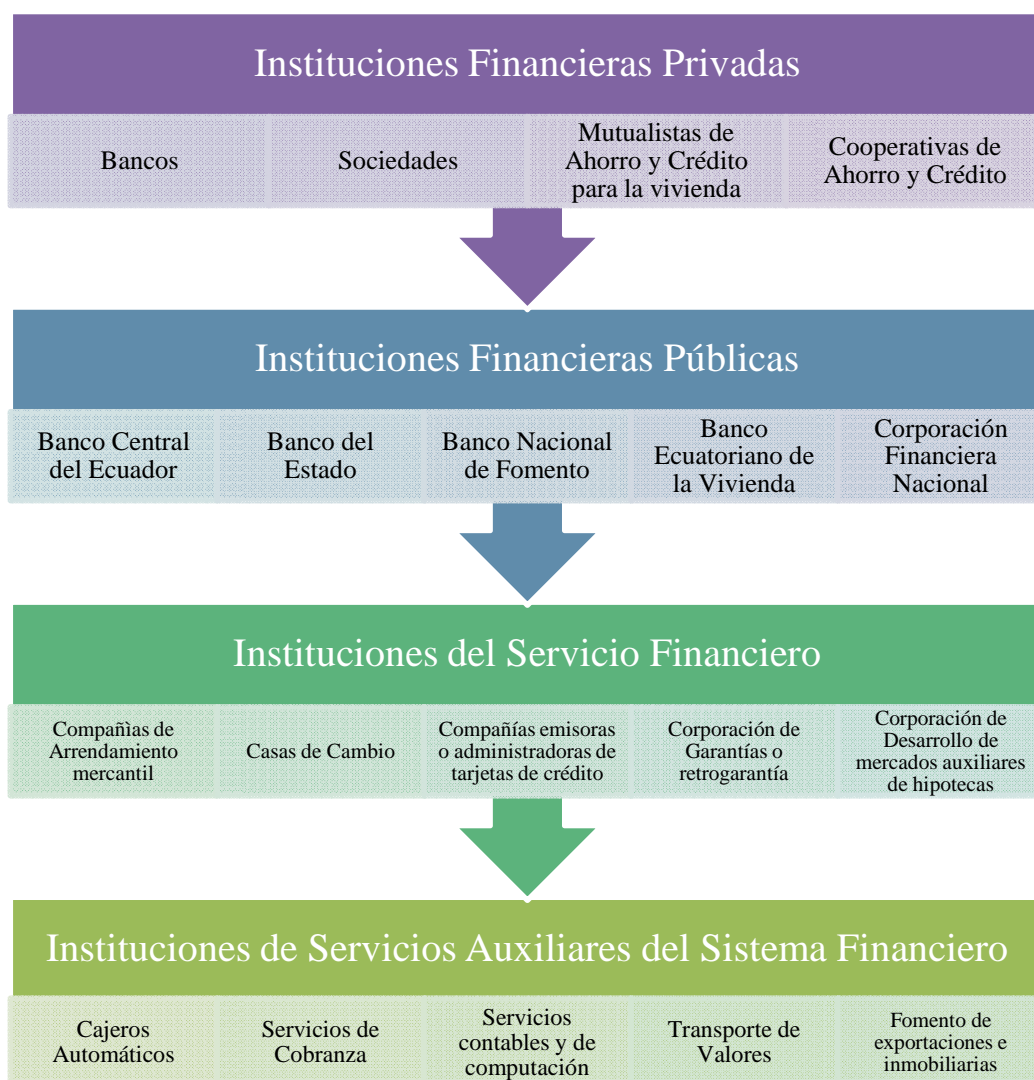 Instituciones Financieras Privadas
Bancos
Sociedades
Mutualistas de
Ahorro y Crédito
para la vivienda
Cooperativas de
Ahorro y Crédito
Instituciones Financieras Públicas
Banco Central
del Ecuador
Banco del
Estado
Banco Nacional
de Fomento
Banco
Ecuatoriano de
la Vivienda
Corporación
Financiera
Nacional
Instituciones del Servicio Financiero
Compañìas de
Arrendamiento
mercantil
Casas de Cambio
Compañías emisoras
o administradoras de
tarjetas de crédito
Corporación de
Garantías o
retrogarantía
Corporación de
Desarrollo de
mercados auxiliares
de hipotecas
Instituciones de Servicios Auxiliares del Sistema Financiero
Cajeros
Automáticos
Servicios de
Cobranza
Servicios
contables y de
computación
Transporte de
Valores
Fomento de
exportaciones e
inmobiliarias